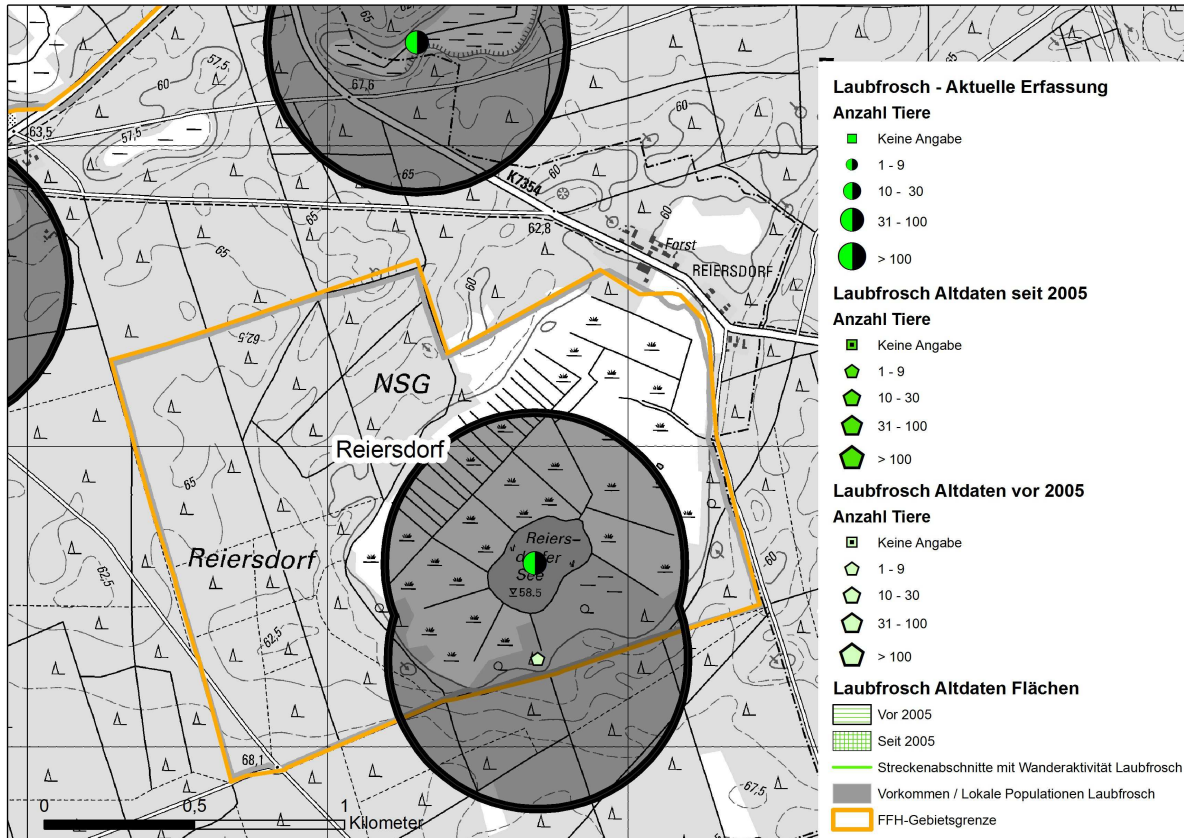 65
57,5
60
67,6
63,5
57,5
65
K7354
60
60
60
65
62,8
Forst
REIERSDORF
65
60
62,5
NSG
Reiersdorf
65
Reiersdorf
Reiers-
dorfer
See
58.5
60
62,5
62,5
68,1
67,5
0 0,5 1
Kilometer
Laubfrosch - Aktuelle Erfassung
Anzahl Tiere
Keine Angabe
1 - 9
10 - 30
31 - 100
> 100
Laubfrosch Altdaten seit 2005
Anzahl Tiere
Keine Angabe
1 - 9
10 - 30
31 - 100
> 100
Laubfrosch Altdaten vor 2005
Anzahl Tiere
Keine Angabe
1 - 9
10 - 30
31 - 100
> 100
Laubfrosch Altdaten Flächen
Vor 2005
Seit 2005
Streckenabschnitte mit Wanderaktivität Laubfrosch
Vorkommen / Lokale Populationen Laubfrosch
FFH-Gebietsgrenze